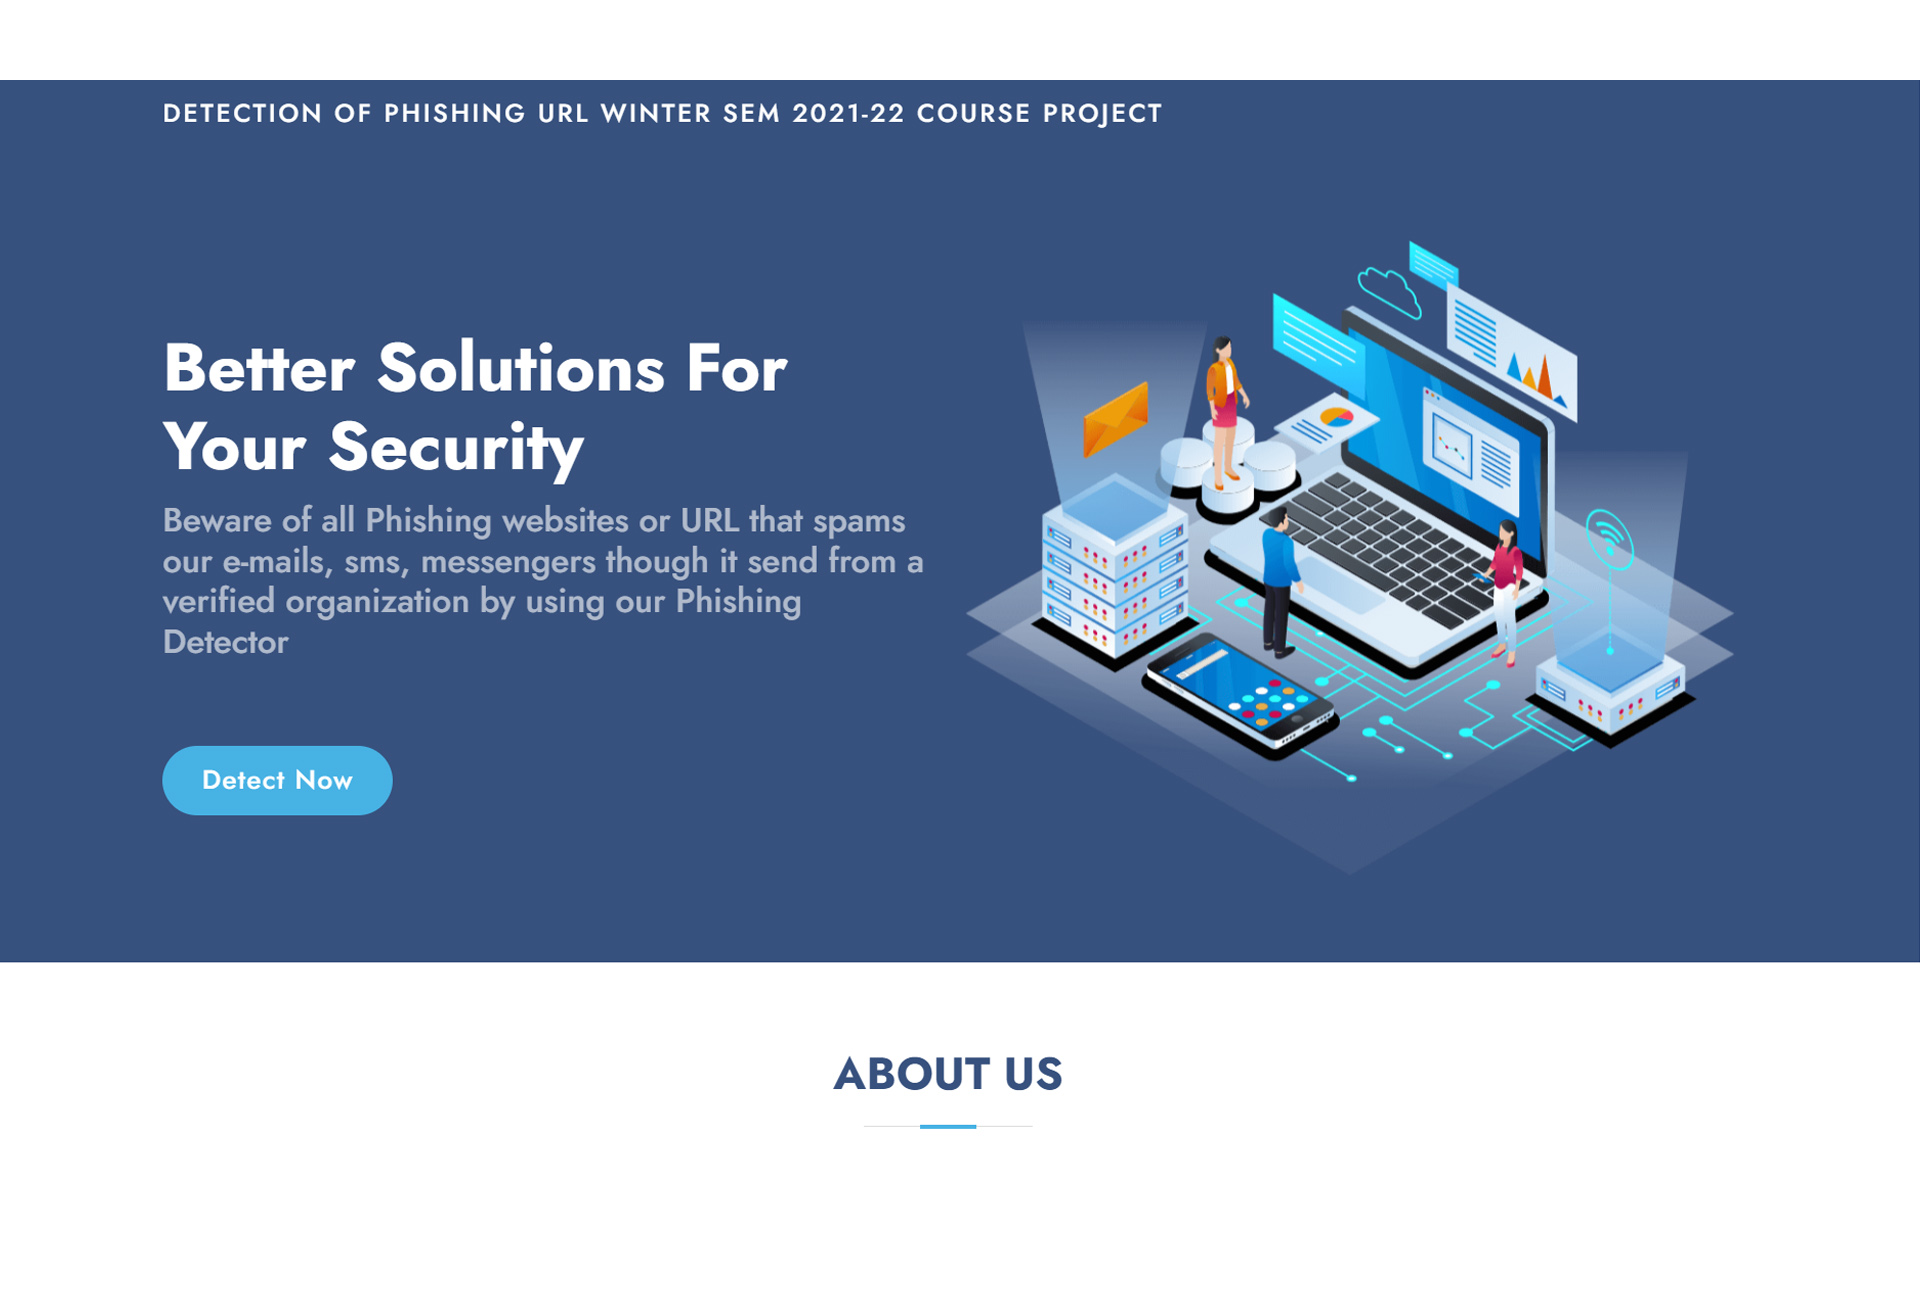 DETECTION OF PHISHING URL WINTER SEM 2021-22 COURSE PROJECT
Better Solutions For
Your Security
Beware of all Phishing websites or URL that spams
our e-mails, sms, messengers though it send from a
verified organization by using our Phishing
Detector
Detect Now
ABOUT US